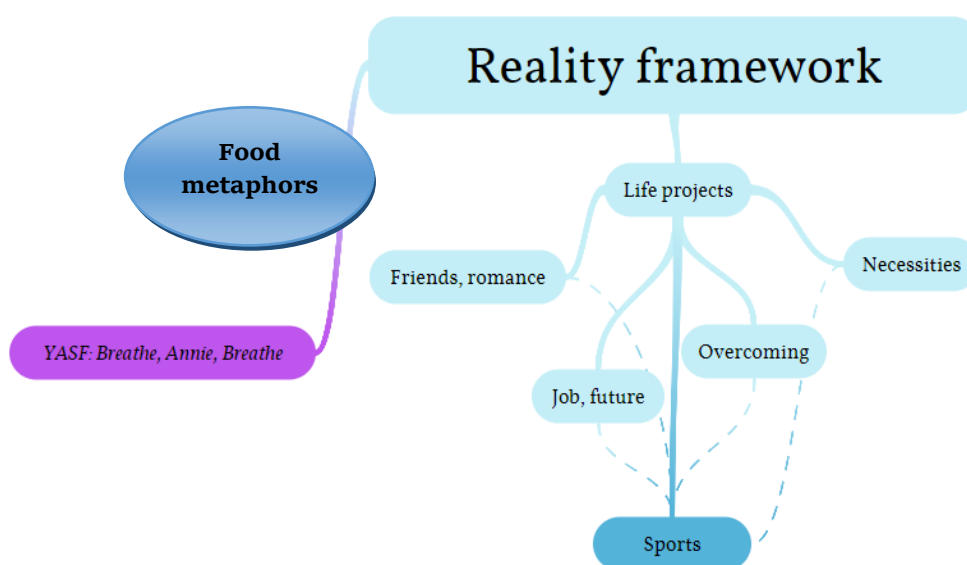 Reality framework
Food
metaphors
Life projects
Friends, romance
Necessities
YASF: Breathe, Annie, Breathe
Overcoming
Job, future
Sports